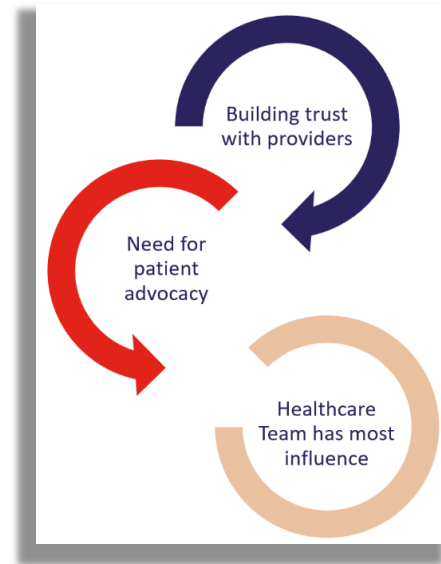 Building trust
with providers
Need for
patient
advocacy
Healthcare
Team has most
influence